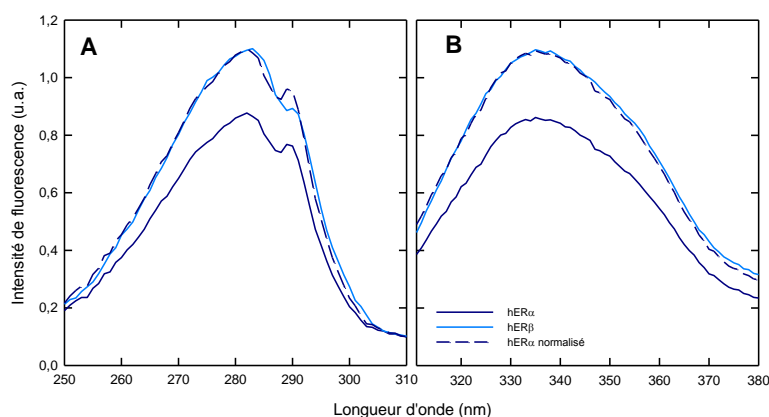 Intensité de fluorescence (u.a.)
1,2
1,0
0,8
0,6
0,4
0,2
0,0
A
B
hERα
hERβ
hERα normalisé
250 260 270 280 290 300 310
320 330 340 350 360 370 380
Longueur d'onde (nm)